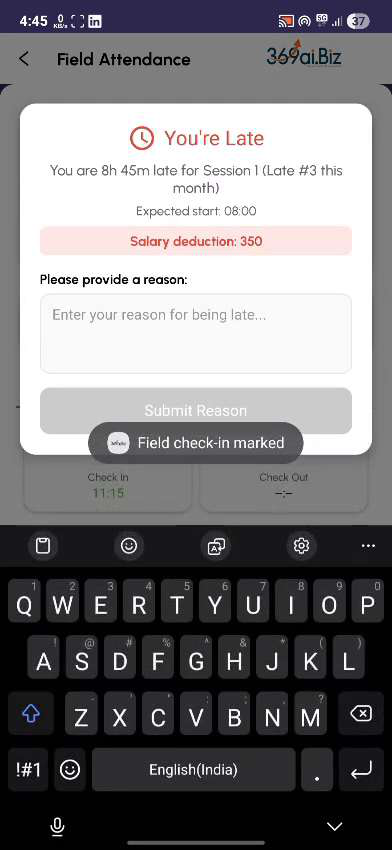 4:45 0 KB/s 5G 37
Field Attendance 369ai.Biz
You're Late
You are 8h 45m late for Session 1 (Late #3 this
month)
Expected start: 08:00
Salary deduction: 350
Please provide a reason:
Enter your reason for being late...
Submit Reason
Field check-in marked
Check In Check Out
11:15 --:--
1 2 3 4 5 6 7 8 9 0
Q W E R T Y U I O P
! @ # % ^ & * ( )
A S D F G H J K L
- ' " : ; , ?
Z X C V B N M
!#1 English(India) .